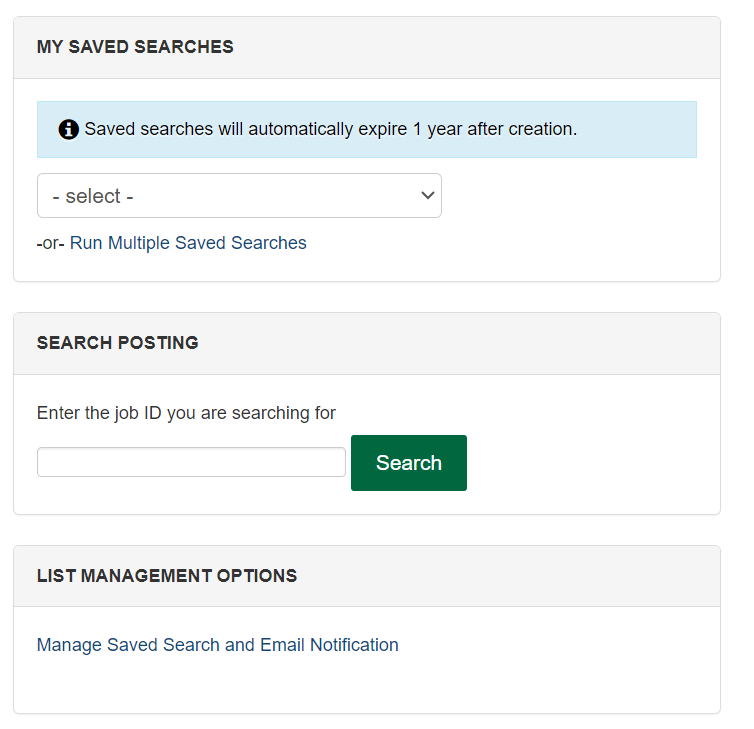 MY SAVED SEARCHES
Saved searches will automatically expire 1 year after creation.
- select -
-or- Run Multiple Saved Searches
SEARCH POSTING
Enter the job ID you are searching for
Search
LIST MANAGEMENT OPTIONS
Manage Saved Search and Email Notification